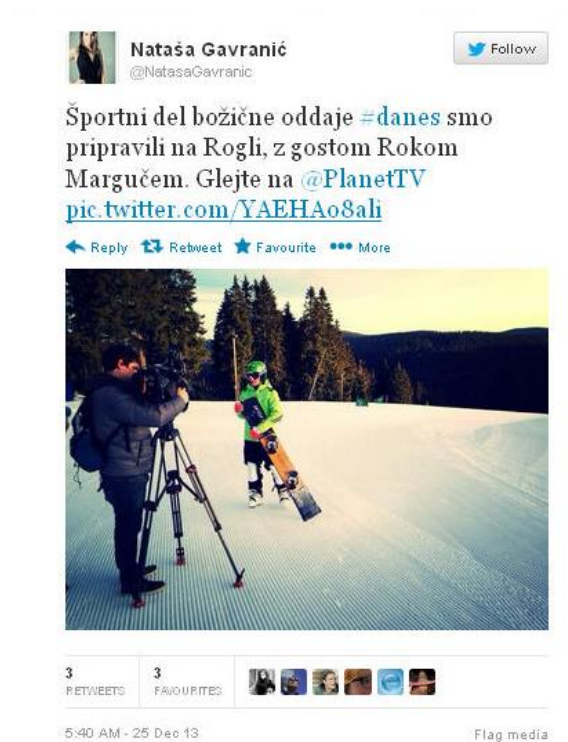 Nataša Gavranić
@NatasaGavranic
Follow
Športni del božične oddaje #danes smo
pripravili na Rogli, z gostom Rokom
Margučem. Glejte na @PlanetTV
pic.twitter.com/YAEHAo8ali
Reply Retweet Favourite More
3 3
RETWEETS FAVOURITES
5:40 AM - 25 Dec 13 Flag media